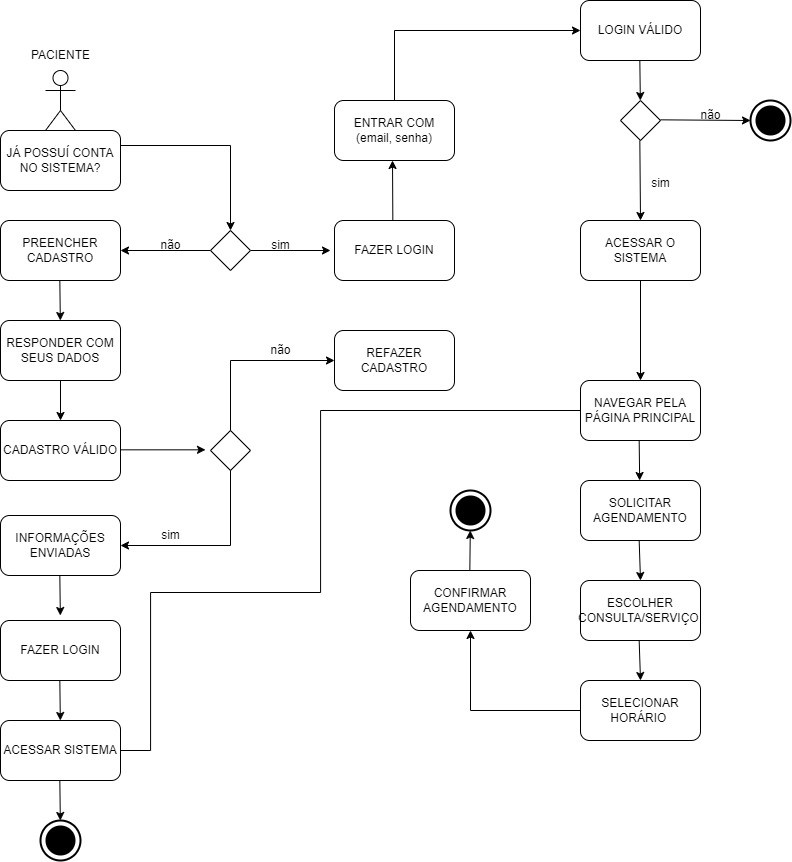 PACIENTE
JÁ POSSUÍ CONTA
NO SISTEMA?
não
sim
FAZER LOGIN
ENTRAR COM
(email, senha)
LOGIN VÁLIDO
não
sim
ACESSAR O
SISTEMA
PREENCHER
CADASTRO
RESPONDER COM
SEUS DADOS
CADASTRO VÁLIDO
não
REFAZER
CADASTRO
sim
INFORMAÇÕES
ENVIADAS
FAZER LOGIN
ACESSAR SISTEMA
NAVEGAR PELA
PÁGINA PRINCIPAL
SOLICITAR
AGENDAMENTO
ESCOLHER
CONSULTA/SERVIÇO
SELECIONAR
HORÁRIO
CONFIRMAR
AGENDAMENTO